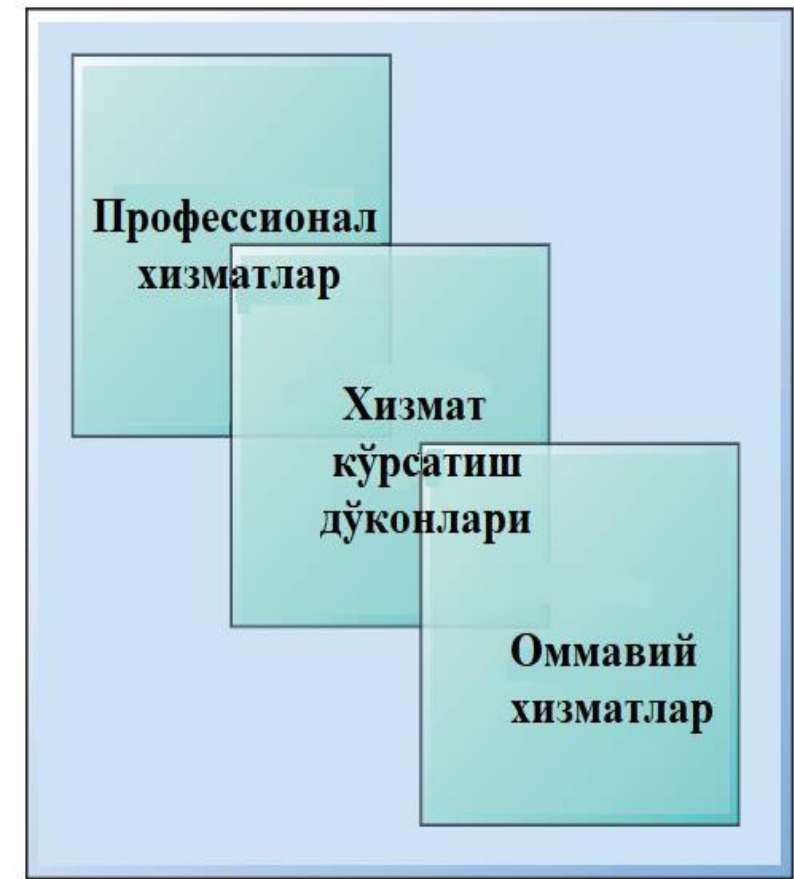 Профессионал
хизматлар
Хизмат
кўрсатиш
дўконлари
Оммавий
хизматлар